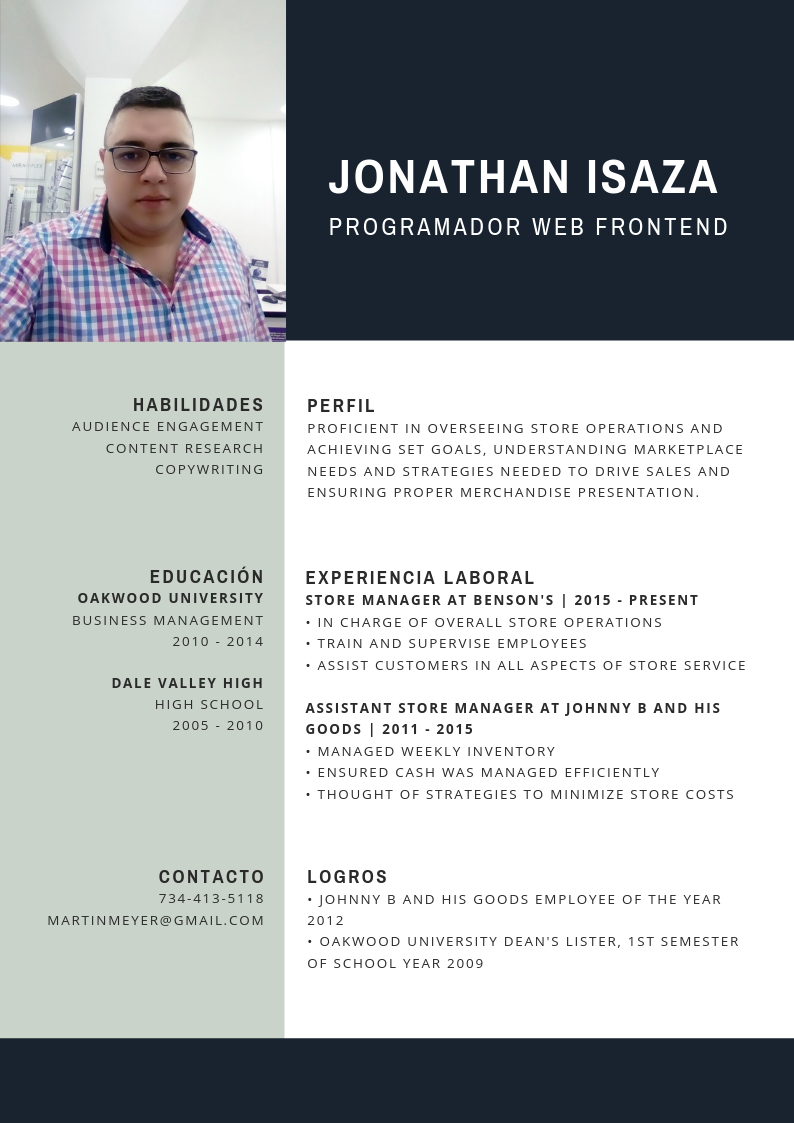 JONATHAN ISAZA
PROGRAMADOR WEB FRONTEND
HABILIDADES
AUDIENCE ENGAGEMENT
CONTENT RESEARCH
COPYWRITING
PERFIL
PROFICIENT IN OVERSEEING STORE OPERATIONS AND
ACHIEVING SET GOALS, UNDERSTANDING MARKETPLACE
NEEDS AND STRATEGIES NEEDED TO DRIVE SALES AND
ENSURING PROPER MERCHANDISE PRESENTATION.
EDUCACIÓN
OAKWOOD UNIVERSITY
BUSINESS MANAGEMENT
2010 - 2014
DALE VALLEY HIGH
HIGH SCHOOL
2005 - 2010
EXPERIENCIA LABORAL
STORE MANAGER AT BENSON'S | 2015 - PRESENT
• IN CHARGE OF OVERALL STORE OPERATIONS
• TRAIN AND SUPERVISE EMPLOYEES
• ASSIST CUSTOMERS IN ALL ASPECTS OF STORE SERVICE
ASSISTANT STORE MANAGER AT JOHNNY B AND HIS
GOODS | 2011 - 2015
• MANAGED WEEKLY INVENTORY
• ENSURED CASH WAS MANAGED EFFICIENTLY
• THOUGHT OF STRATEGIES TO MINIMIZE STORE COSTS
CONTACTO
734-413-5118
MARTINMEYER@GMAIL.COM
LOGROS
• JOHNNY B AND HIS GOODS EMPLOYEE OF THE YEAR
2012
• OAKWOOD UNIVERSITY DEAN'S LISTER, 1ST SEMESTER
OF SCHOOL YEAR 2009